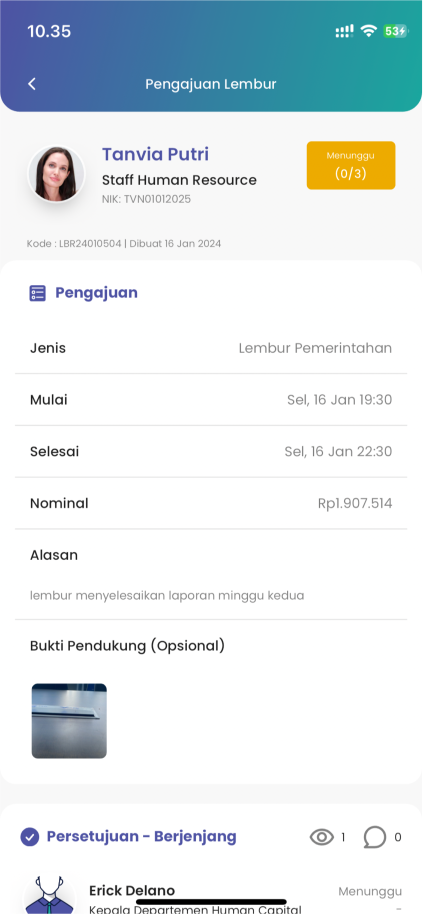 10.35
53
Pengajuan Lembur
Tanvia Putri
Staff Human Resource
NIK: TVN01012025
Menunggu
(0/3)
Kode : LBR24010504 | Dibuat 16 Jan 2024
Pengajuan
Jenis Lembur Pemerintahan
Mulai Sel, 16 Jan 19:30
Selesai Sel, 16 Jan 22:30
Nominal Rp1.907.514
Alasan
lembur menyelesaikan laporan minggu kedua
Bukti Pendukung (Opsional)
Persetujuan - Berjenjang 1 0
Erick Delano Menunggu
Kepala Departemen Human Capital -